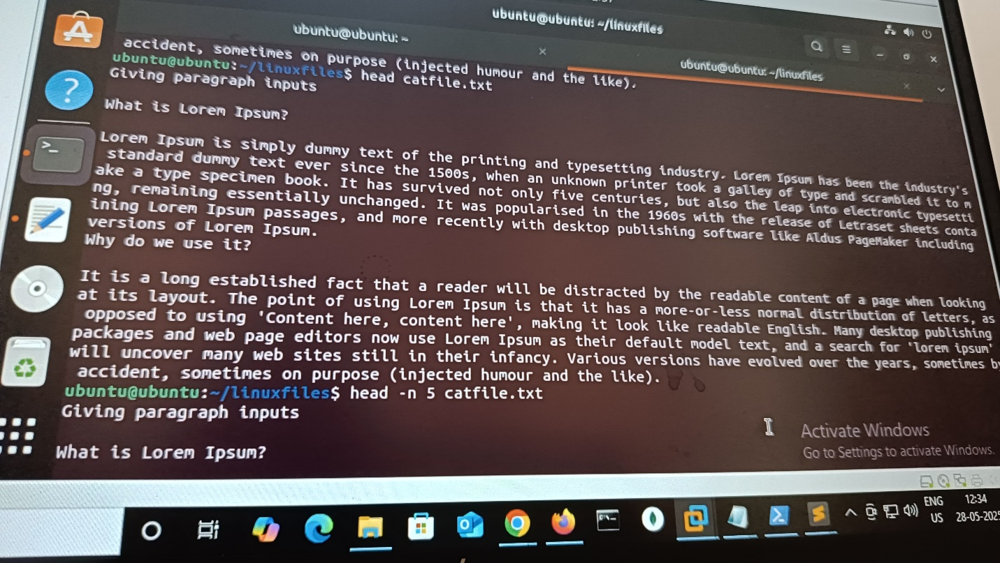 ubuntu@ubuntu: ~/linuxfiles
ubuntu@ubuntu: ~
ubuntu@ubuntu: ~/linuxfiles
accident, sometimes on purpose (injected humour and the like).
ubuntu@ubuntu:~/linuxfiles$ head catfile.txt
Giving paragraph inputs
What is Lorem Ipsum?
Lorem Ipsum is simply dummy text of the printing and typesetting industry. Lorem Ipsum has been the industry's
standard dummy text ever since the 1500s, when an unknown printer took a galley of type and scrambled it to m
ake a type specimen book. It has survived not only five centuries, but also the leap into electronic typesetti
ng, remaining essentially unchanged. It was popularised in the 1960s with the release of Letraset sheets conta
ining Lorem Ipsum passages, and more recently with desktop publishing software like Aldus PageMaker including
versions of Lorem Ipsum.
Why do we use it?
It is a long established fact that a reader will be distracted by the readable content of a page when looking
at its layout. The point of using Lorem Ipsum is that it has a more-or-less normal distribution of letters, as
opposed to using 'Content here, content here', making it look like readable English. Many desktop publishing
packages and web page editors now use Lorem Ipsum as their default model text, and a search for 'lorem ipsum'
will uncover many web sites still in their infancy. Various versions have evolved over the years, sometimes by
accident, sometimes on purpose (injected humour and the like).
ubuntu@ubuntu:~/linuxfiles$ head -n 5 catfile.txt
Giving paragraph inputs
What is Lorem Ipsum?
Activate Windows
Go to Settings to activate Windows.
ENG
US
12:34
28-05-2025